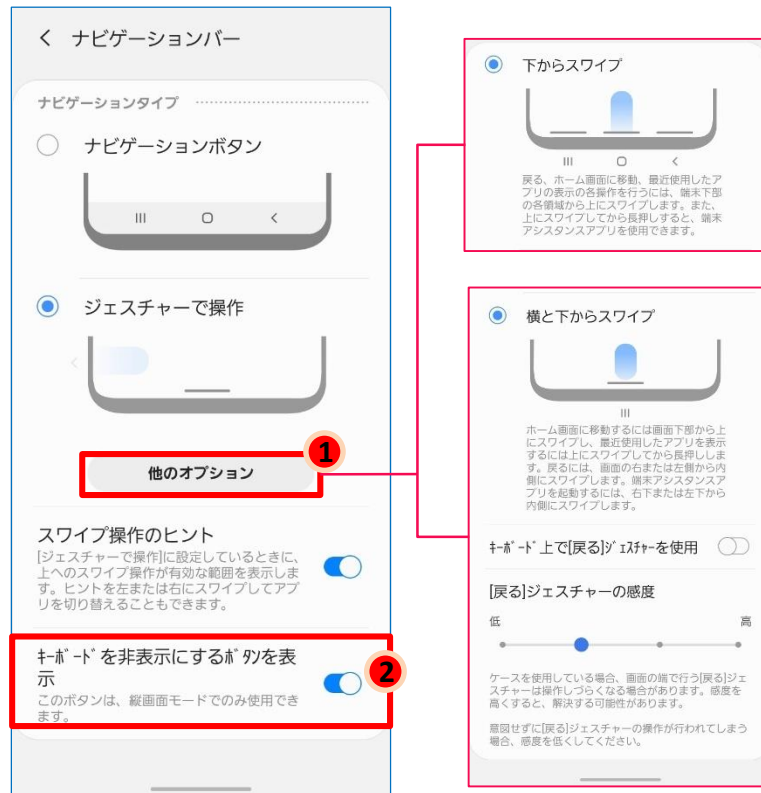 ナビゲーションバー
ナビゲーションタイプ
ナビゲーションボタン
ジェスチャーで操作
1
他のオプション
スワイプ操作のヒント
[ジェスチャーで操作]に設定しているときに、
上へのスワイプ操作が有効な範囲を表示しま
す。ヒントを左または右にスワイプしてアプ
リを切り替えることもできます。
ｷｰﾎﾞｰﾄﾞを非表示にするﾎﾞﾀﾝを表
示
2
このボタンは、縦画面モードでのみ使用でき
ます。
下からスワイプ
戻る、ホーム画面に移動、最近使用したア
プリの表示の各操作を行うには、端末下部
の各領域から上にスワイプします。また、
上にスワイプしてから長押しすると、端末
アシスタンスアプリを使用できます。
横と下からスワイプ
ホーム画面に移動するには画面下部から上
にスワイプし、最近使用したアプリを表示
するには上にスワイプしてから長押ししま
す。戻るには、画面の右または左側から内
側にスワイプします。端末アシスタンスア
プリを起動するには、右下または左下から
内側にスワイプします。
ｷｰﾎﾞｰﾄﾞ上で[戻る]ｼﾞｪｽﾁｬｰを使用
[戻る]ジェスチャーの感度
低 高
ケースを使用している場合、画面の端で行う[戻る]ジェ
スチャーは操作しづらくなる場合があります。感度を
高くすると、解決する可能性があります。
意図せずに[戻る]ジェスチャーの操作が行われてしまう
場合、感度を低くしてください。